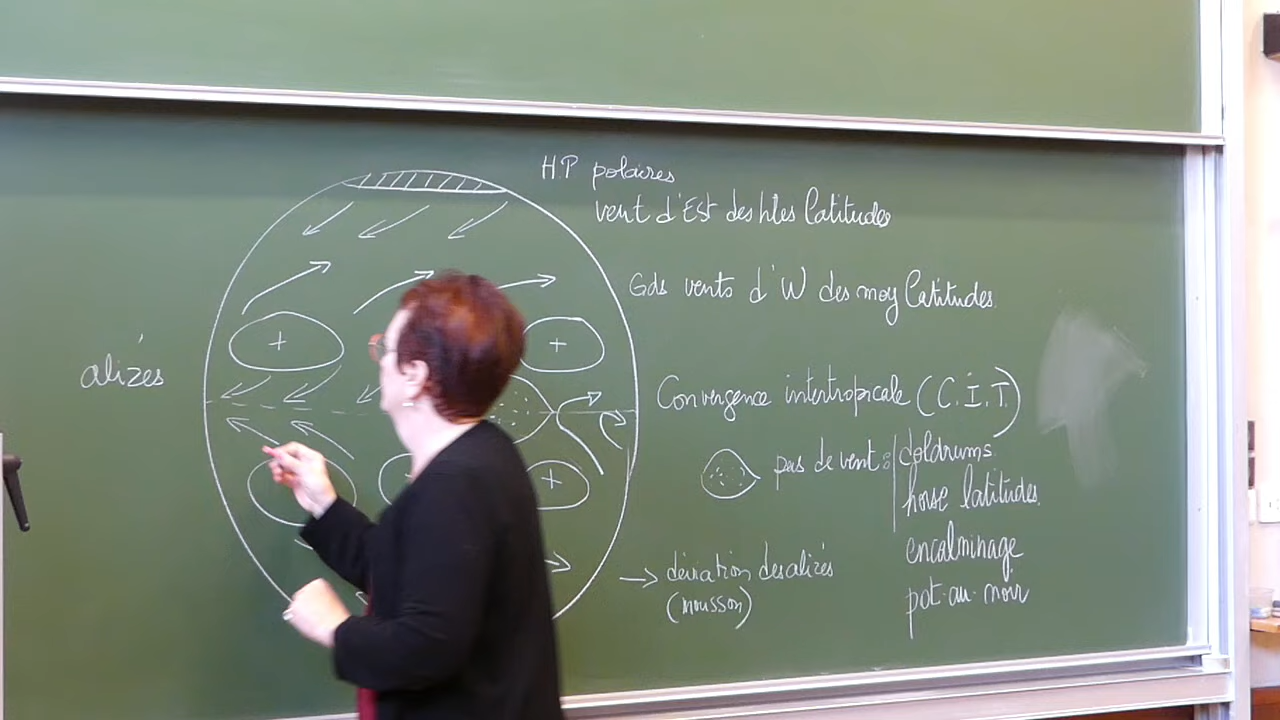 HP polaires
vent d'Est des htes latitudes
Gds vents d'W des moy latitudes.
+
+
alizés
Convergence intertropicale (C.I.T.)
pas de vent : doldrums.
horse latitudes.
+
encalminage
pot-au-noir
→ déviation des alizés
(mousson)